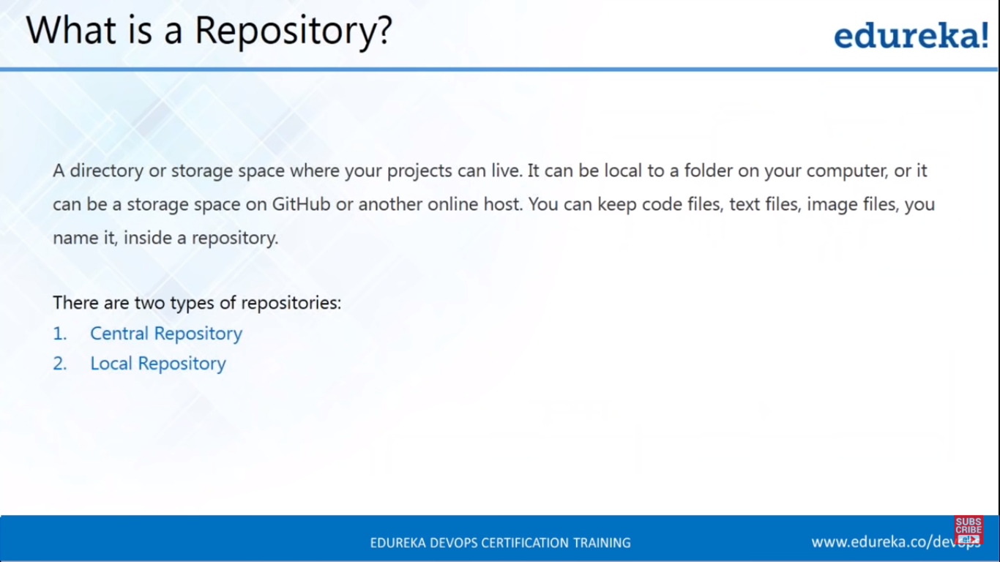 What is a Repository?
edureka!
A directory or storage space where your projects can live. It can be local to a folder on your computer, or it
can be a storage space on GitHub or another online host. You can keep code files, text files, image files, you
name it, inside a repository.
There are two types of repositories:
1. Central Repository
2. Local Repository
SUBS
CRIBE
e!
EDUREKA DEVOPS CERTIFICATION TRAINING
www.edureka.co/devops